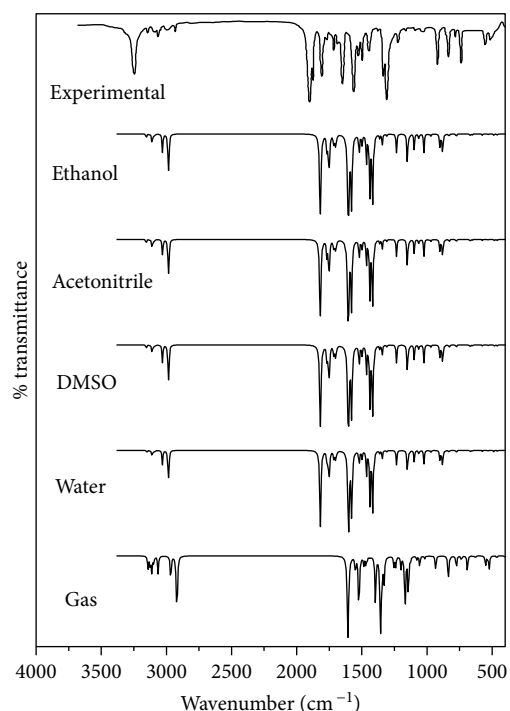 % transmittance
Experimental
Ethanol
Acetonitrile
DMSO
Water
Gas
4000 3500 3000 2500 2000 1500 1000 500
Wavenumber (cm⁻¹)